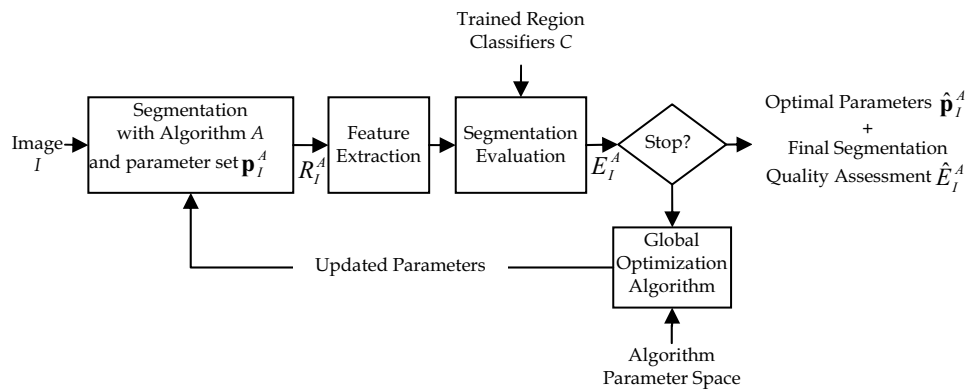 Trained Region
Classifiers C
Image
I
Segmentation
with Algorithm A
and parameter set p_I^A
R_I^A
Feature
Extraction
Segmentation
Evaluation
E_I^A
Stop?
Optimal Parameters p̂_I^A
+
Final Segmentation
Quality Assessment Ê_I^A
Updated Parameters
Global
Optimization
Algorithm
Algorithm
Parameter Space